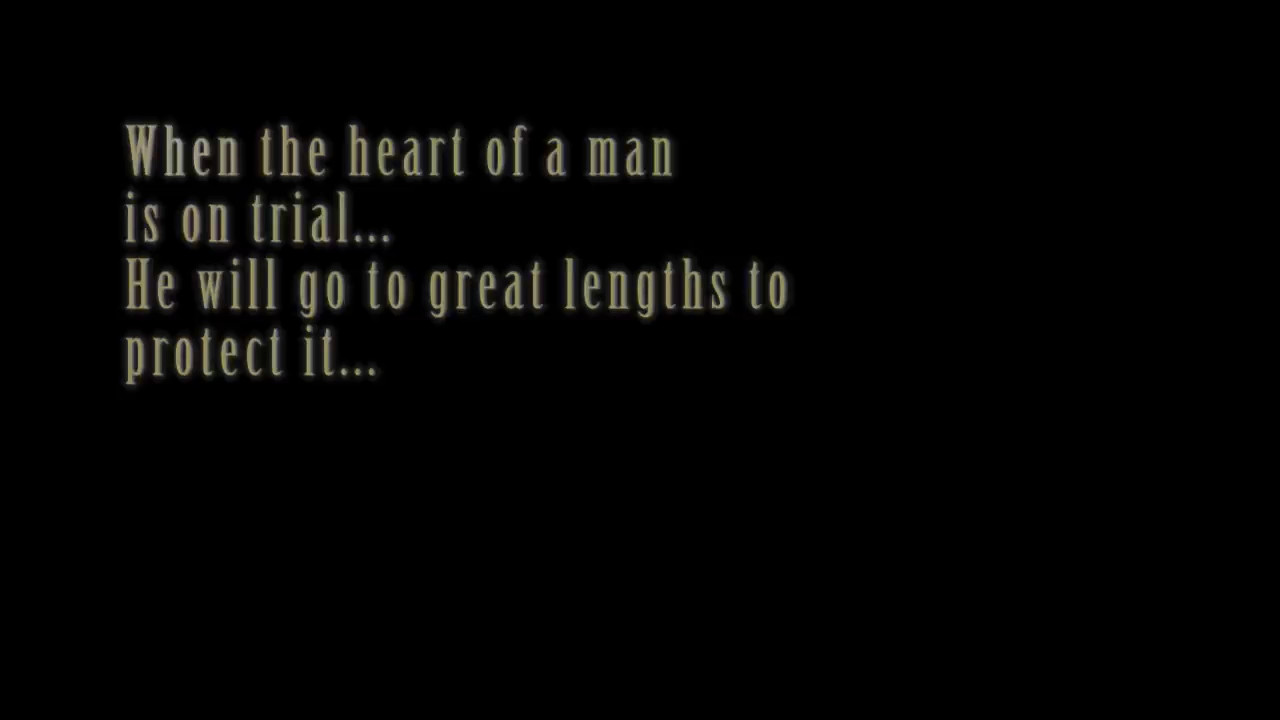 When the heart of a man
is on trial...
He will go to great lengths to
protect it...